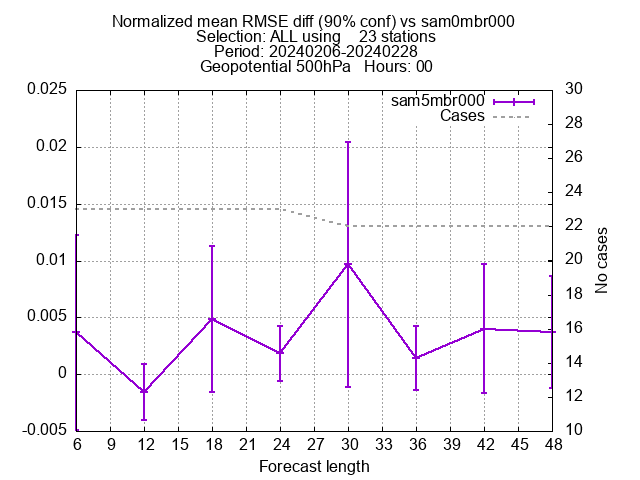 Normalized mean RMSE diff (90% conf) vs sam0mbr000
Selection: ALL using    23 stations
Period: 20240206-20240228
Geopotential 500hPa   Hours: 00
sam5mbr000
Cases
0.025
0.02
0.015
0.01
0.005
0
-0.005
30
28
26
24
22
20
18
16
14
12
10
No cases
6 9 12 15 18 21 24 27 30 33 36 39 42 45 48
Forecast length